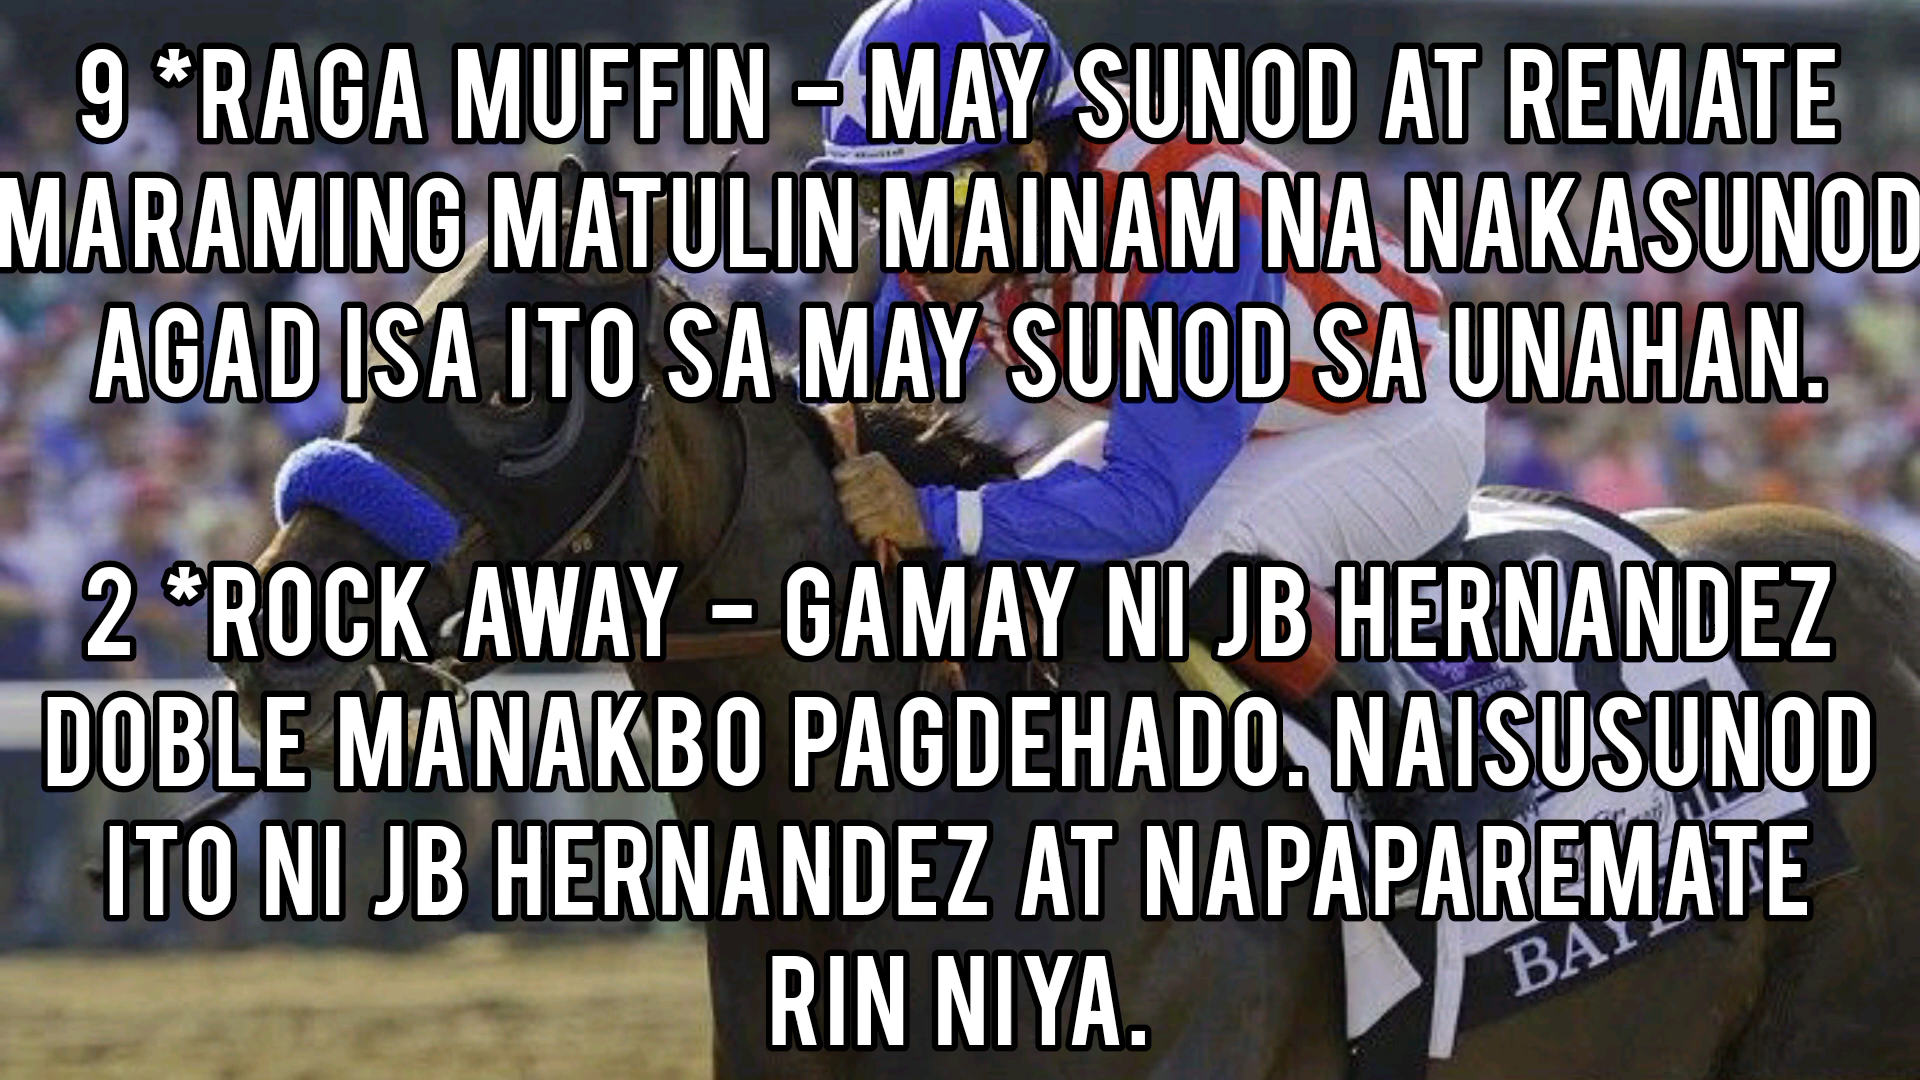 9 *RAGA MUFFIN - MAY SUNOD AT REMATE
MARAMING MATULIN MAINAM NA NAKASUNOD
AGAD ISA ITO SA MAY SUNOD SA UNAHAN.
2 *ROCK AWAY - GAMAY NI JB HERNANDEZ
DOBLE MANAKBO PAGDEHADO. NAISUSUNOD
ITO NI JB HERNANDEZ AT NAPAPAREMATE
RIN NIYA.